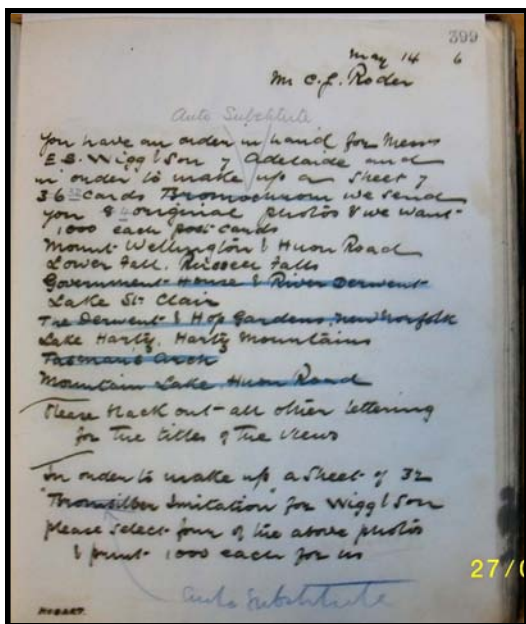 399
May 14 6
Mr C.G. Roder
Auto Substitute
You have an order in hand for Messrs
E.S. Wigg & Son of Adelaide and
in order to make up a sheet of
36 32 cards Bromochrom we send
you 8 4 original photos & we want
1,000 each post cards
Mount Wellington & Huon Road
Lower Fall, Russell Falls
Government House & River Derwent
Lake St Clair
The Derwent & Hop Gardens, New Norfolk
Lake Hartz, Hartz Mountains
Tasman's Arch
Mountain Lake Huon Road
Please black out all other lettering
for the titles of the views
In order to make up a sheet of 32
"Bromsilber Imitation" for Wigg & Son
please select four of the above photos
& print 1,000 each for us
Auto Substitute
HOBART.
27/0